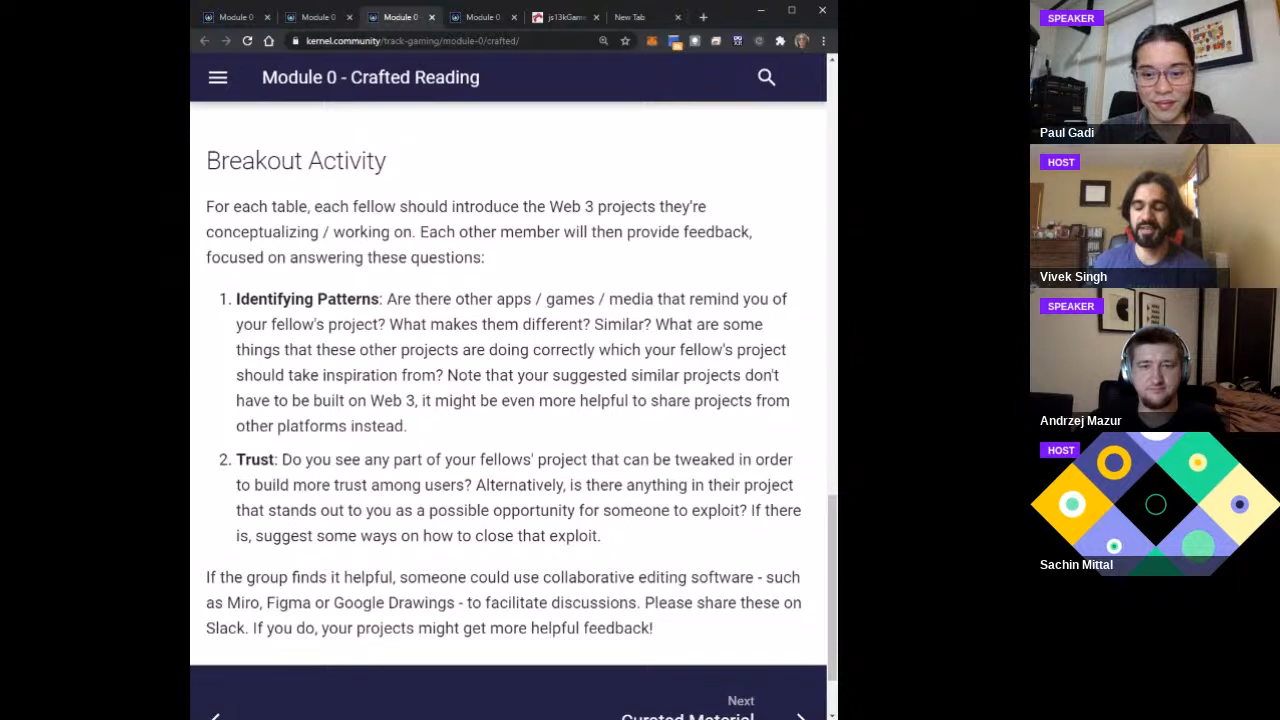 Module 0
Module 0
Module 0
Module 0
js13kGam
New Tab
kernel.community/track-gaming/module-0/crafted/
Module 0 - Crafted Reading
Breakout Activity
For each table, each fellow should introduce the Web 3 projects they're
conceptualizing / working on. Each other member will then provide feedback,
focused on answering these questions:
1. Identifying Patterns: Are there other apps / games / media that remind you of
your fellow's project? What makes them different? Similar? What are some
things that these other projects are doing correctly which your fellow's project
should take inspiration from? Note that your suggested similar projects don't
have to be built on Web 3, it might be even more helpful to share projects from
other platforms instead.
2. Trust: Do you see any part of your fellows' project that can be tweaked in order
to build more trust among users? Alternatively, is there anything in their project
that stands out to you as a possible opportunity for someone to exploit? If there
is, suggest some ways on how to close that exploit.
If the group finds it helpful, someone could use collaborative editing software - such
as Miro, Figma or Google Drawings - to facilitate discussions. Please share these on
Slack. If you do, your projects might get more helpful feedback!
Next
Curated Material
SPEAKER
Paul Gadi
HOST
Vivek Singh
SPEAKER
Andrzej Mazur
HOST
Sachin Mittal